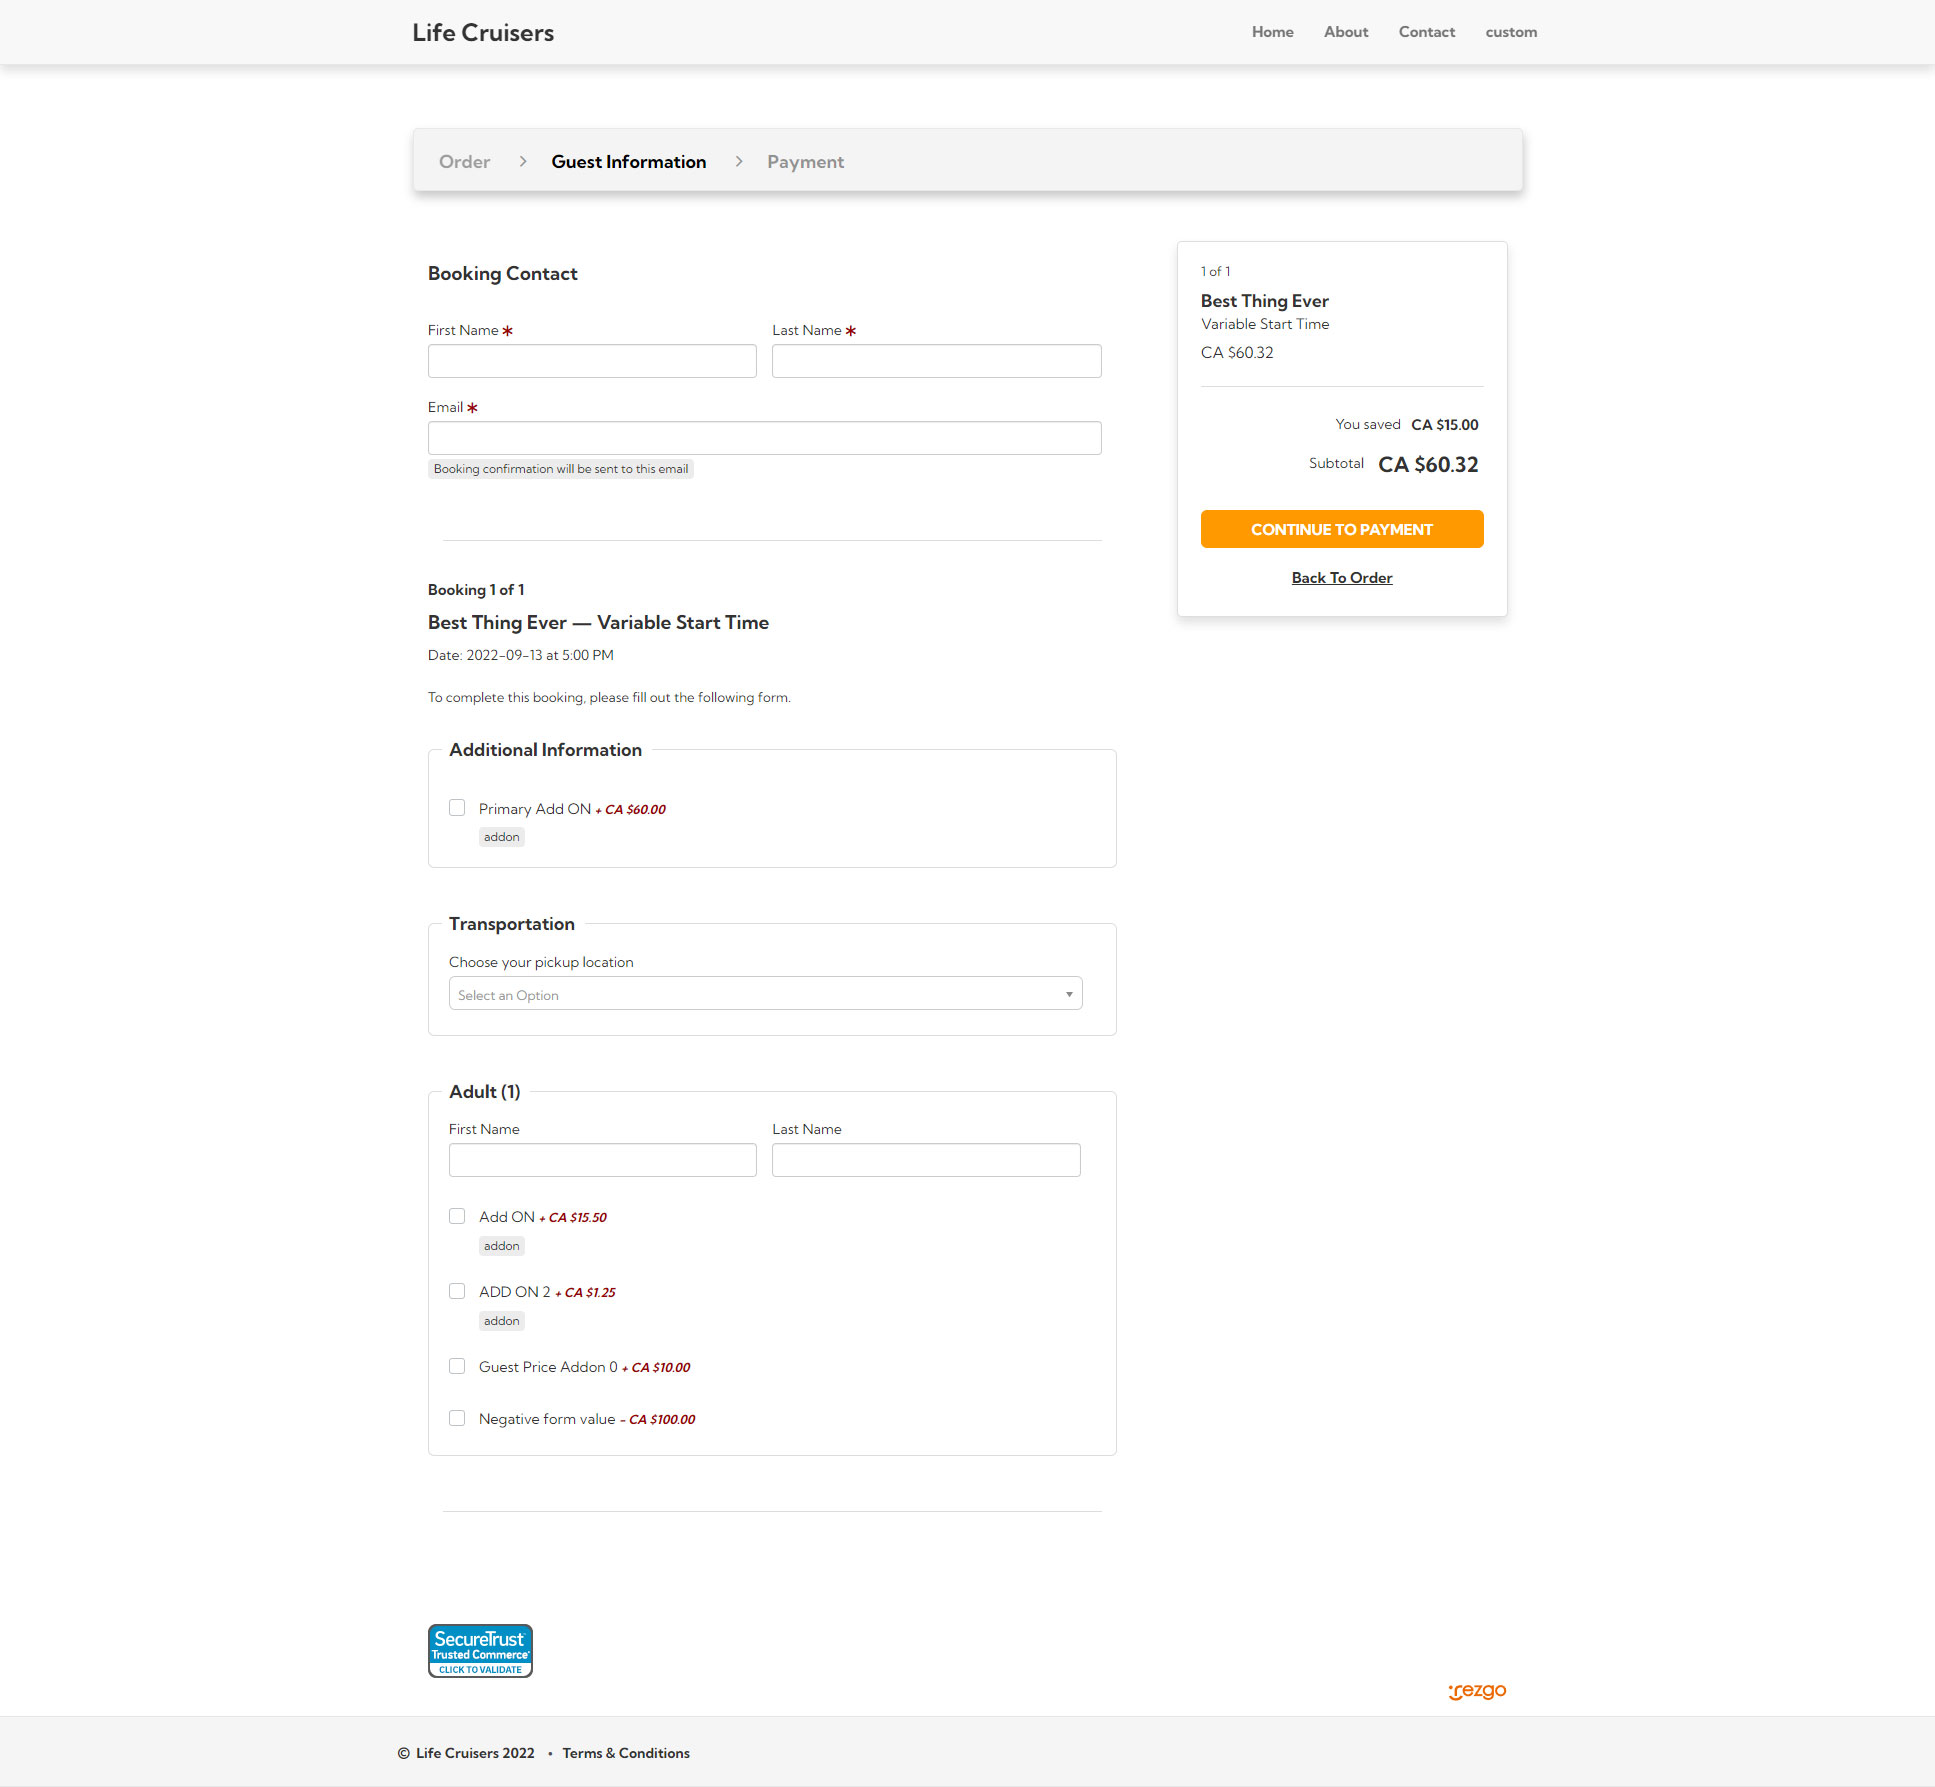 Life Cruisers
Home About Contact custom
Order > Guest Information > Payment
Booking Contact
First Name * Last Name *
Email *
Booking confirmation will be sent to this email
1 of 1
Best Thing Ever
Variable Start Time
CA $60.32
You saved CA $15.00
Subtotal CA $60.32
CONTINUE TO PAYMENT
Back To Order
Booking 1 of 1
Best Thing Ever — Variable Start Time
Date: 2022-09-13 at 5:00 PM
To complete this booking, please fill out the following form.
Additional Information
Primary Add ON + CA $60.00
addon
Transportation
Choose your pickup location
Select an Option
Adult (1)
First Name Last Name
Add ON + CA $15.50
addon
ADD ON 2 + CA $1.25
addon
Guest Price Addon 0 + CA $10.00
Negative form value - CA $100.00
SecureTrust
Trusted Commerce
CLICK TO VALIDATE
rezgo
© Life Cruisers 2022 • Terms & Conditions